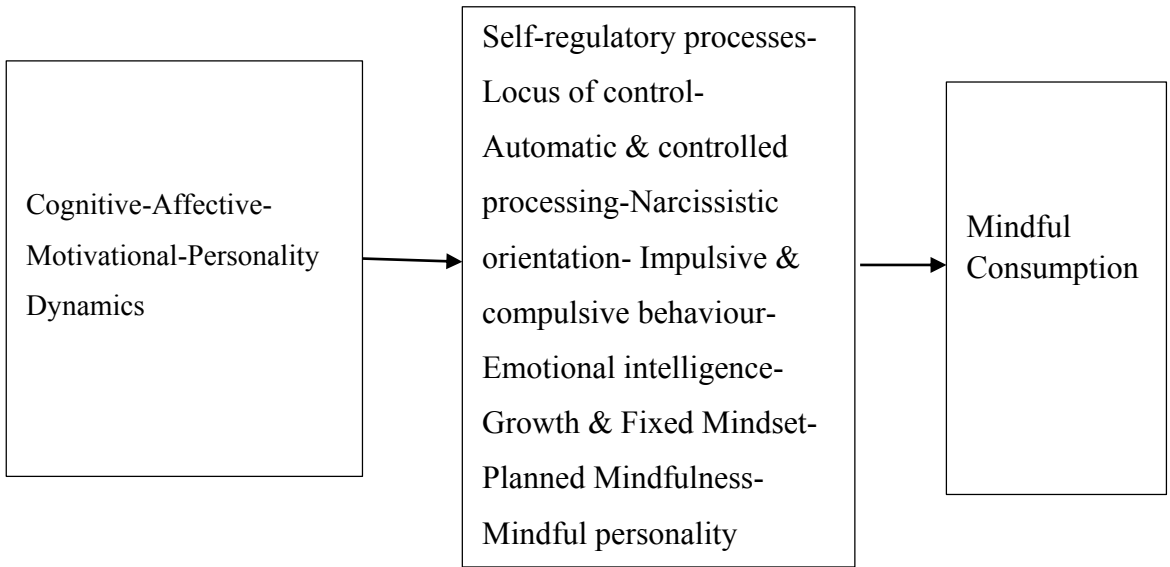 Cognitive-Affective-
Motivational-Personality
Dynamics
Self-regulatory processes-
Locus of control-
Automatic & controlled
processing-Narcissistic
orientation- Impulsive &
compulsive behaviour-
Emotional intelligence-
Growth & Fixed Mindset-
Planned Mindfulness-
Mindful personality
Mindful
Consumption